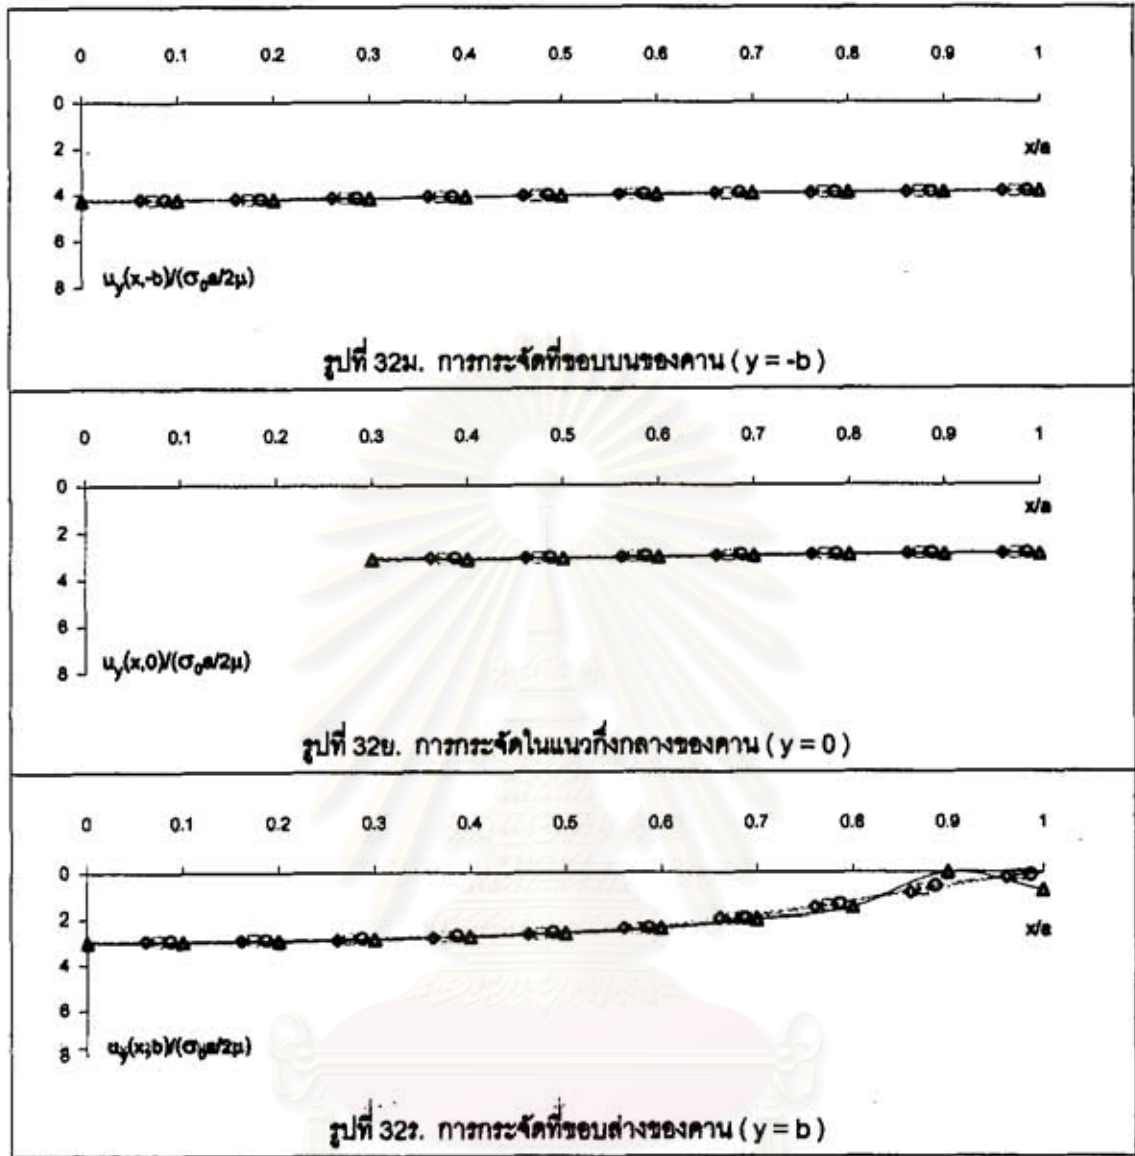 0 0.1 0.2 0.3 0.4 0.5 0.6 0.7 0.8 0.9 1
0
x/a
2
4
6
u_y(x,-b)/(σ₀a/2μ)
8
รูปที่ 32ม. การกระจัดที่ขอบบนของคาน ( y = -b )
0 0.1 0.2 0.3 0.4 0.5 0.6 0.7 0.8 0.9 1
0
x/a
2
4
6
u_y(x,0)/(σ₀a/2μ)
8
รูปที่ 32ย. การกระจัดในแนวกึ่งกลางของคาน ( y = 0 )
0 0.1 0.2 0.3 0.4 0.5 0.6 0.7 0.8 0.9 1
0
2
x/a
4
6
u_y(x,b)/(σ₀a/2μ)
8
รูปที่ 32ร. การกระจัดที่ขอบล่างของคาน ( y = b )